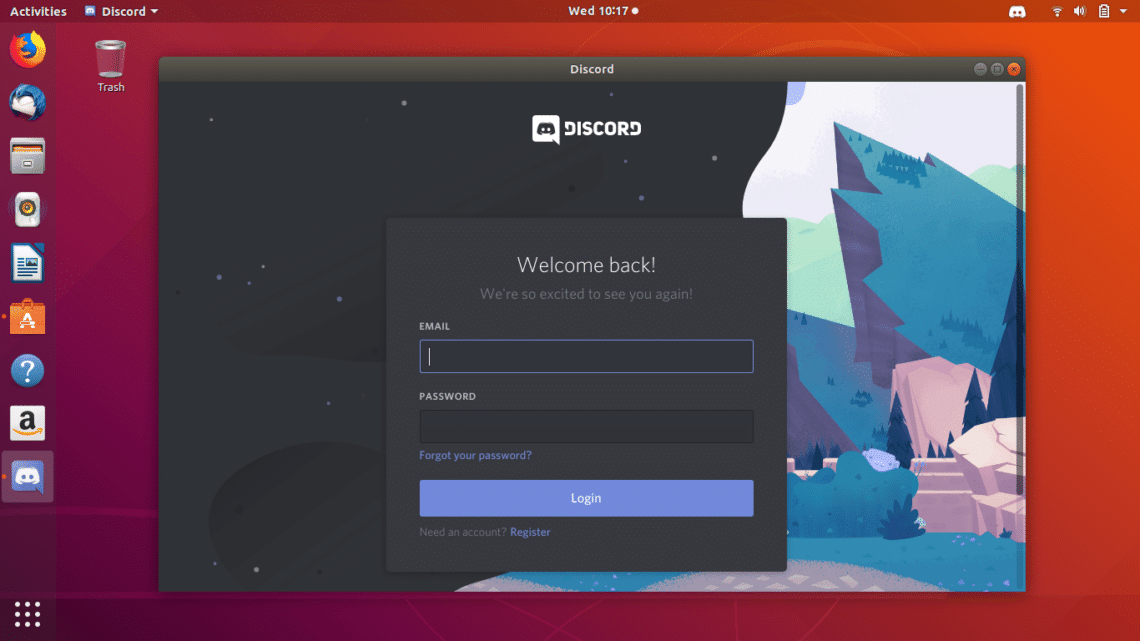 Activities Discord Wed 10:17
Trash
Discord
DISCORD
Welcome back!
We're so excited to see you again!
EMAIL
PASSWORD
Forgot your password?
Login
Need an account? Register